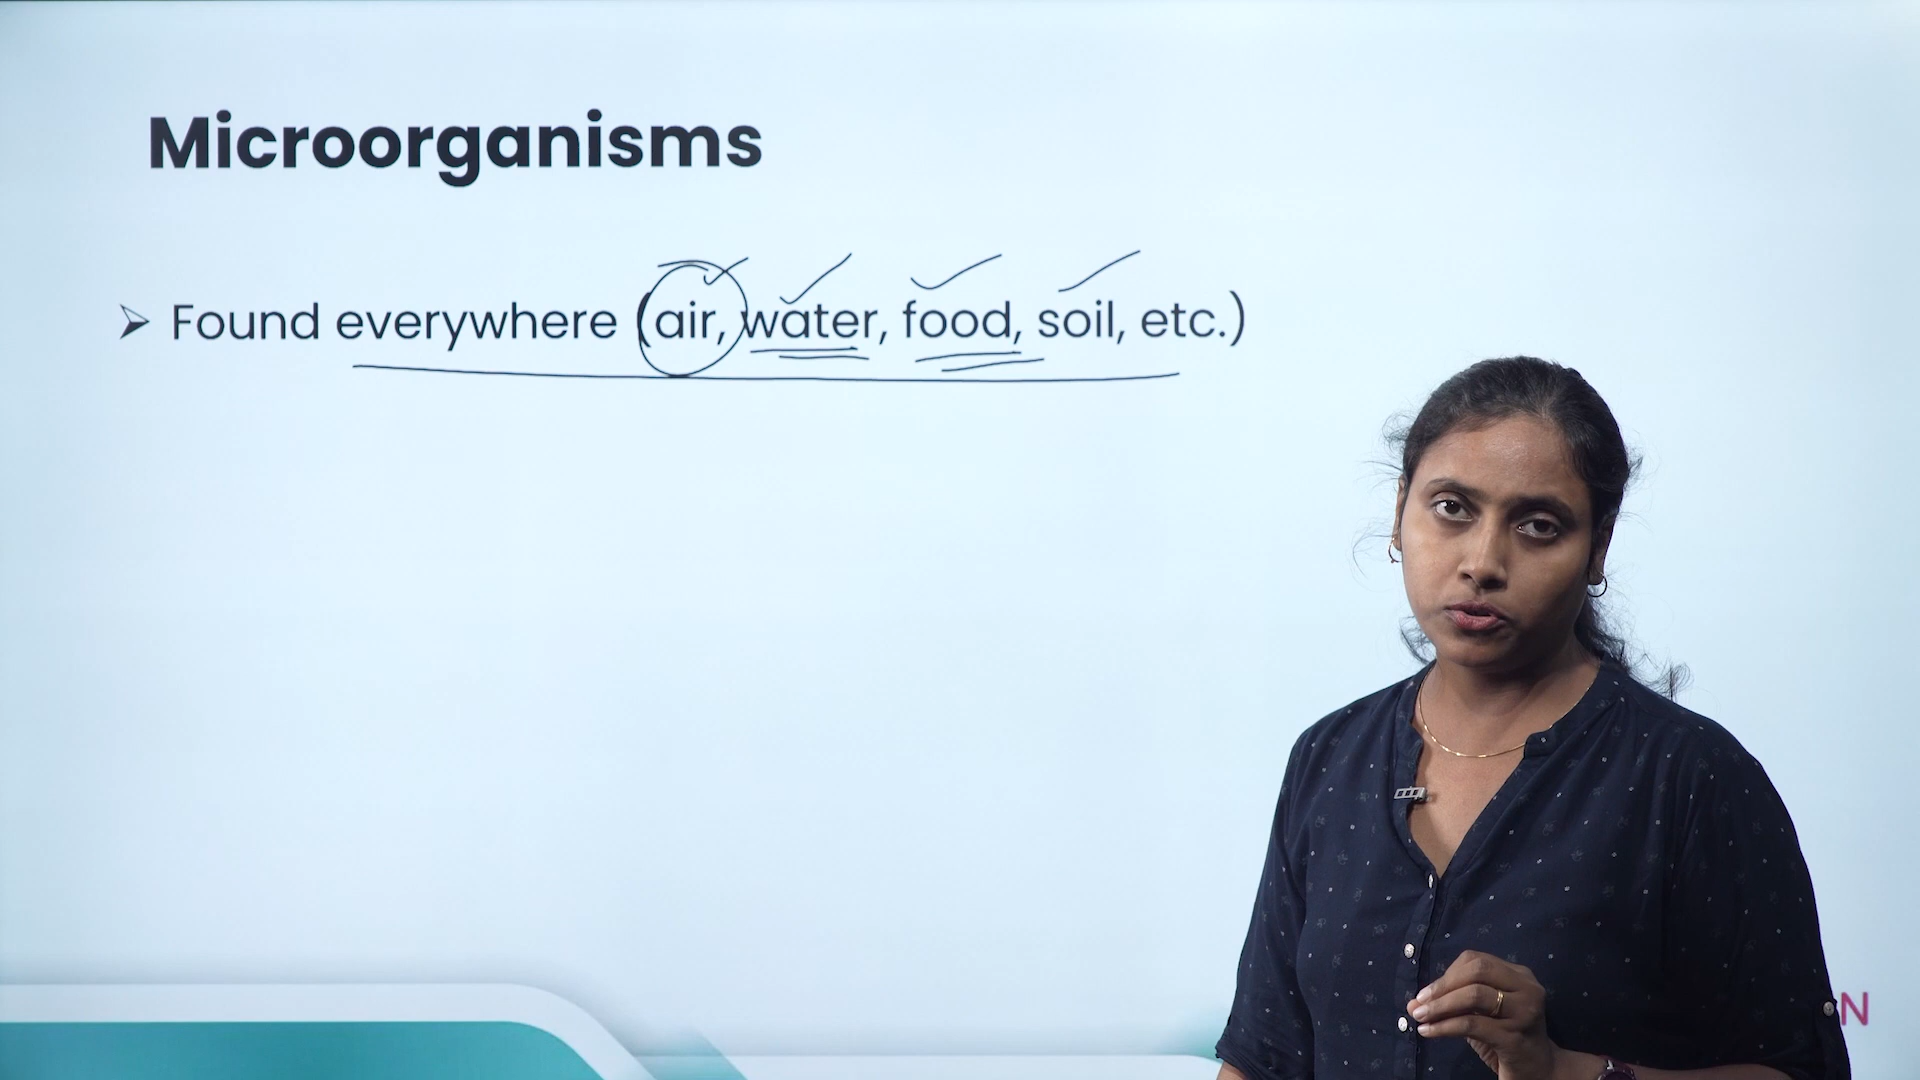 Microorganisms
➤ Found everywhere (air, water, food, soil, etc.)
N